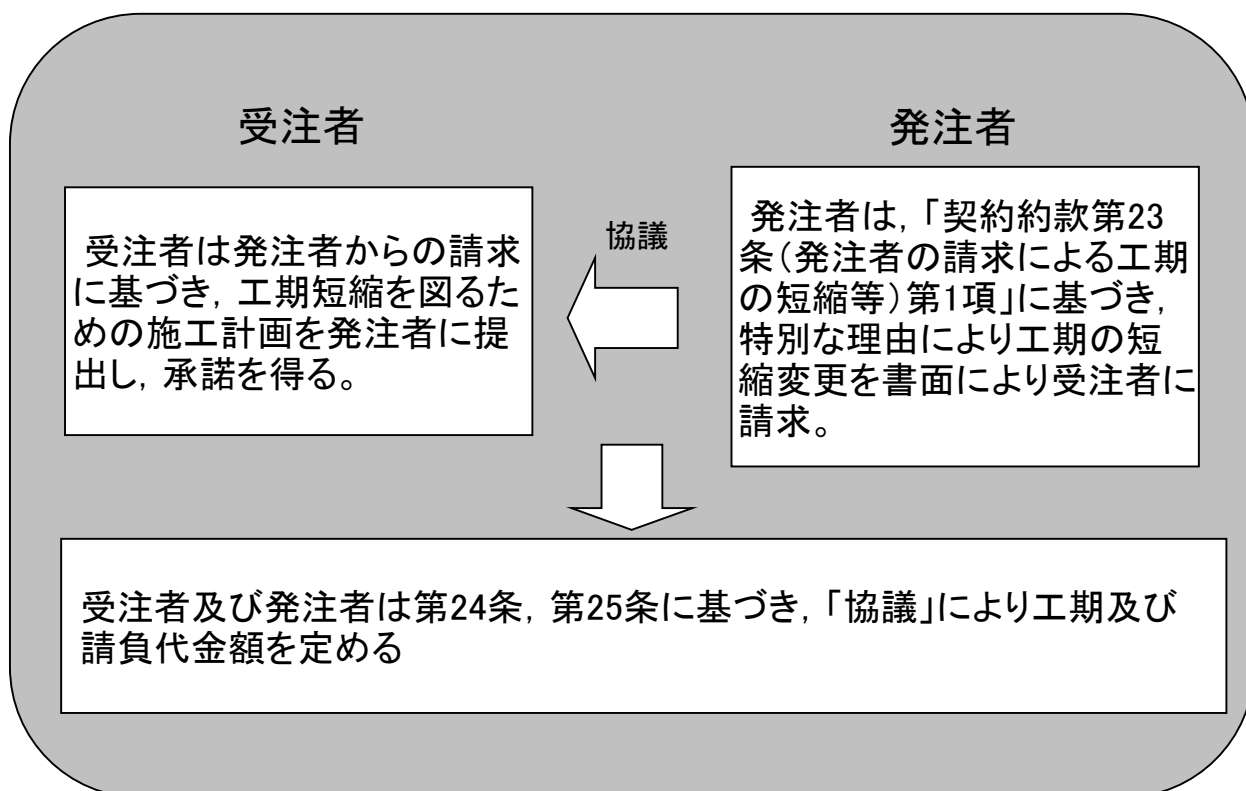 受注者
発注者
受注者は発注者からの請求
に基づき，工期短縮を図るた
めの施工計画を発注者に提
出し，承諾を得る。
協議
発注者は，「契約約款第23
条（発注者の請求による工期
の短縮等）第1項」に基づき，
特別な理由により工期の短
縮変更を書面により受注者に
請求。
受注者及び発注者は第24条，第25条に基づき，「協議」により工期及び
請負代金額を定める